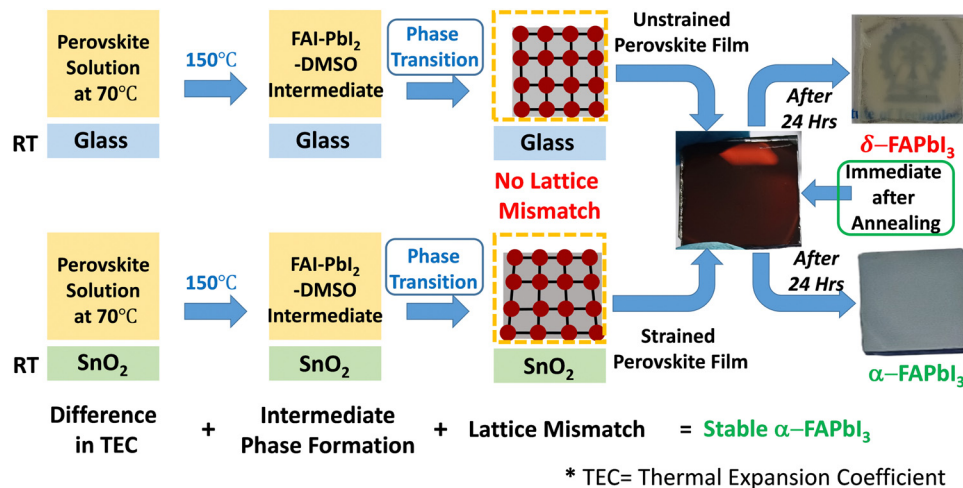 Perovskite
Solution
at 70℃
150℃
FAI-PbI₂
-DMSO
Intermediate
Phase
Transition
Unstrained
Perovskite Film
After
24 Hrs
RT
Glass
Glass
Glass
δ–FAPbI₃
No Lattice
Mismatch
Immediate
after
Annealing
Perovskite
Solution
at 70℃
150℃
FAI-PbI₂
-DMSO
Intermediate
Phase
Transition
After
24 Hrs
Strained
Perovskite Film
RT
SnO₂
SnO₂
SnO₂
α–FAPbI₃
Difference
in TEC
+
Intermediate
Phase Formation
+
Lattice Mismatch
=
Stable α–FAPbI₃
* TEC= Thermal Expansion Coefficient